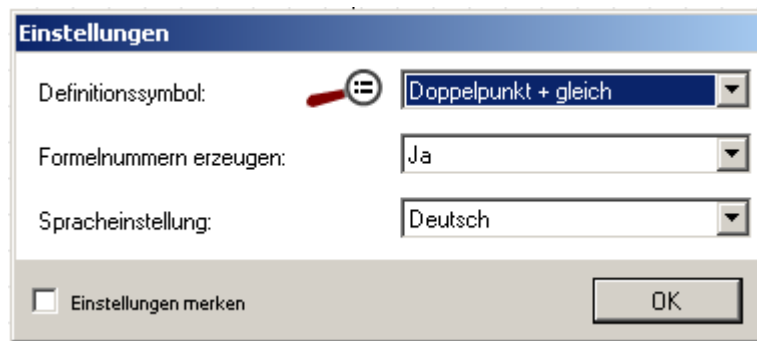 Einstellungen
Definitionssymbol: := Doppelpunkt + gleich
Formelnummern erzeugen: Ja
Spracheinstellung: Deutsch
Einstellungen merken OK